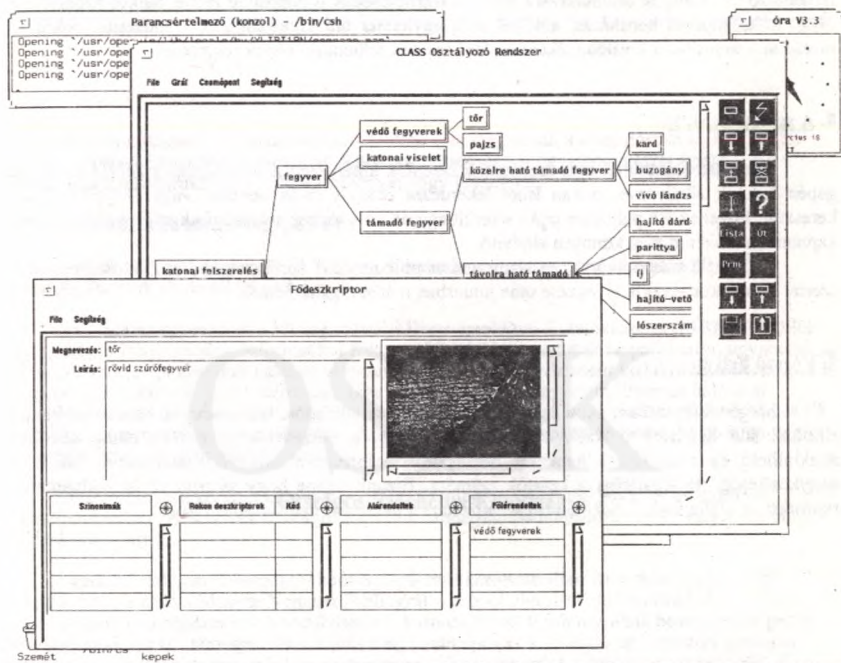 Parancsértelmező (konzol) - /bin/csh
óra V3.3
Opening `/usr/ope
Opening `/usr/ope
Opening `/usr/ope
Opening `/usr/ope
CLASS Osztályozó Rendszer
File Gráf Csomópont Segítség
fegyver
védő fegyverek
katonai viselet
tőr
pajzs
közelre ható támadó fegyver
kard
buzogány
vívó lándzs
hajító dárd
támadó fegyver
parittya
katonai felszerelés
távolra ható támadó
íj
hajító-vető
lőszerszám
?
Lista Út
Prm
Fődeszkriptor
File Segítség
Megnevezés: tőr
Leírás: rövid szúrófegyver
Szinonimák
Rokon deszkriptorok Kód
Alárendeltek
Fölérendeltek
védő fegyverek
Szemét
kepek